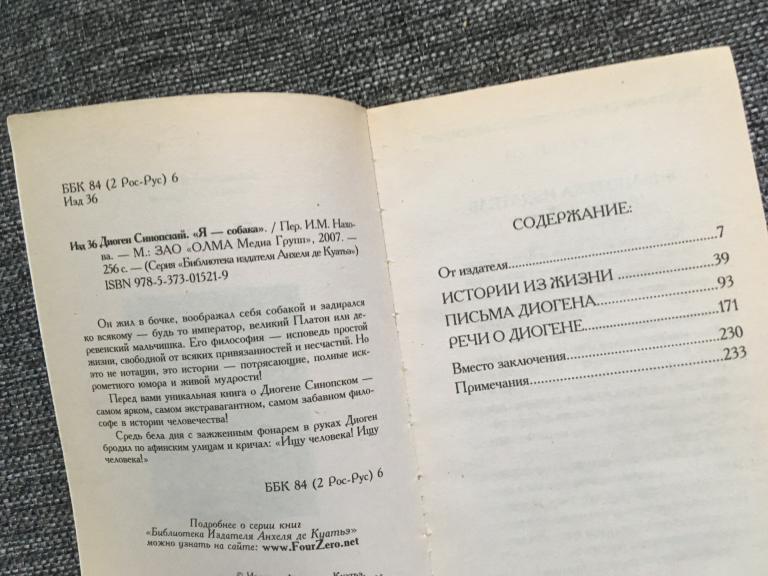 ББК 84 (2 Рос-Рус) 6
Изд 36
Изд 36 Диоген Синопский. «Я — собака». / Пер. И.М. Нахо-
ва. — М.: ЗАО «ОЛМА Медиа Групп», 2007. —
256 с. — (Серия «Библиотека издателя Анхеля де Куатьэ»)
ISBN 978-5-373-01521-9
Он жил в бочке, воображал себя собакой и задирался
ко всякому — будь то император, великий Платон или де-
ревенский мальчишка. Его философия — исповедь простой
жизни, свободной от всяких привязанностей и несчастий. Но
это не нотации, это истории — потрясающие, полные иск-
рометного юмора и живой мудрости!
Перед вами уникальная книга о Диогене Синопском —
самом ярком, самом экстравагантном, самом забавном фило-
софе в истории человечества!
Средь бела дня с зажженным фонарем в руках Диоген
бродил по афинским улицам и кричал: «Ищу человека! Ищу
человека!»
ББК 84 (2 Рос-Рус) 6
Подробнее о серии книг
«Библиотека Издателя Анхеля де Куатьэ»
можно узнать на сайте: www.FourZero.net
СОДЕРЖАНИЕ:
От издателя..........7
ИСТОРИИ ИЗ ЖИЗНИ ..........39
ПИСЬМА ДИОГЕНА..........93
РЕЧИ О ДИОГЕНЕ..........171
Вместо заключения..........230
Примечания..........233